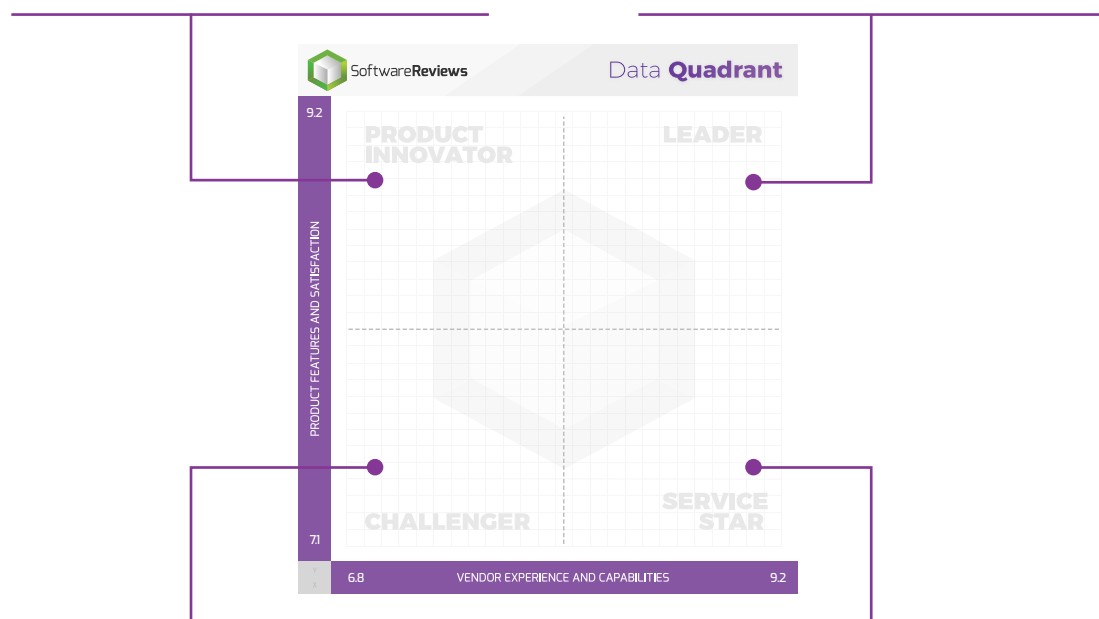 SoftwareReviews
Data Quadrant
9.2
PRODUCT
INNOVATOR
LEADER
PRODUCT FEATURES AND SATISFACTION
CHALLENGER
SERVICE
STAR
7.1
6.8
VENDOR EXPERIENCE AND CAPABILITIES
9.2